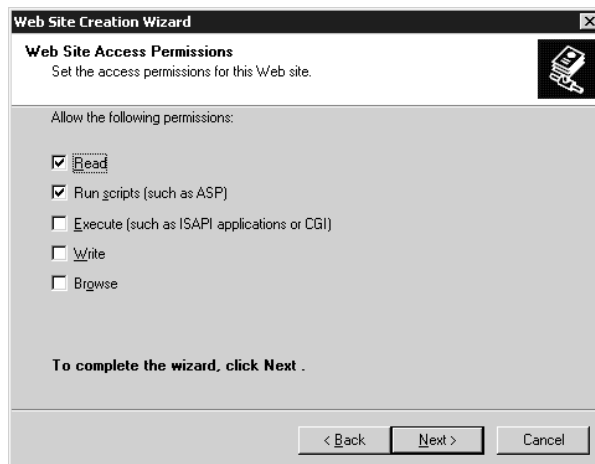 Web Site Creation Wizard
Web Site Access Permissions
Set the access permissions for this Web site.
Allow the following permissions:
Read
Run scripts (such as ASP)
Execute (such as ISAPI applications or CGI)
Write
Browse
To complete the wizard, click Next .
< Back Next > Cancel